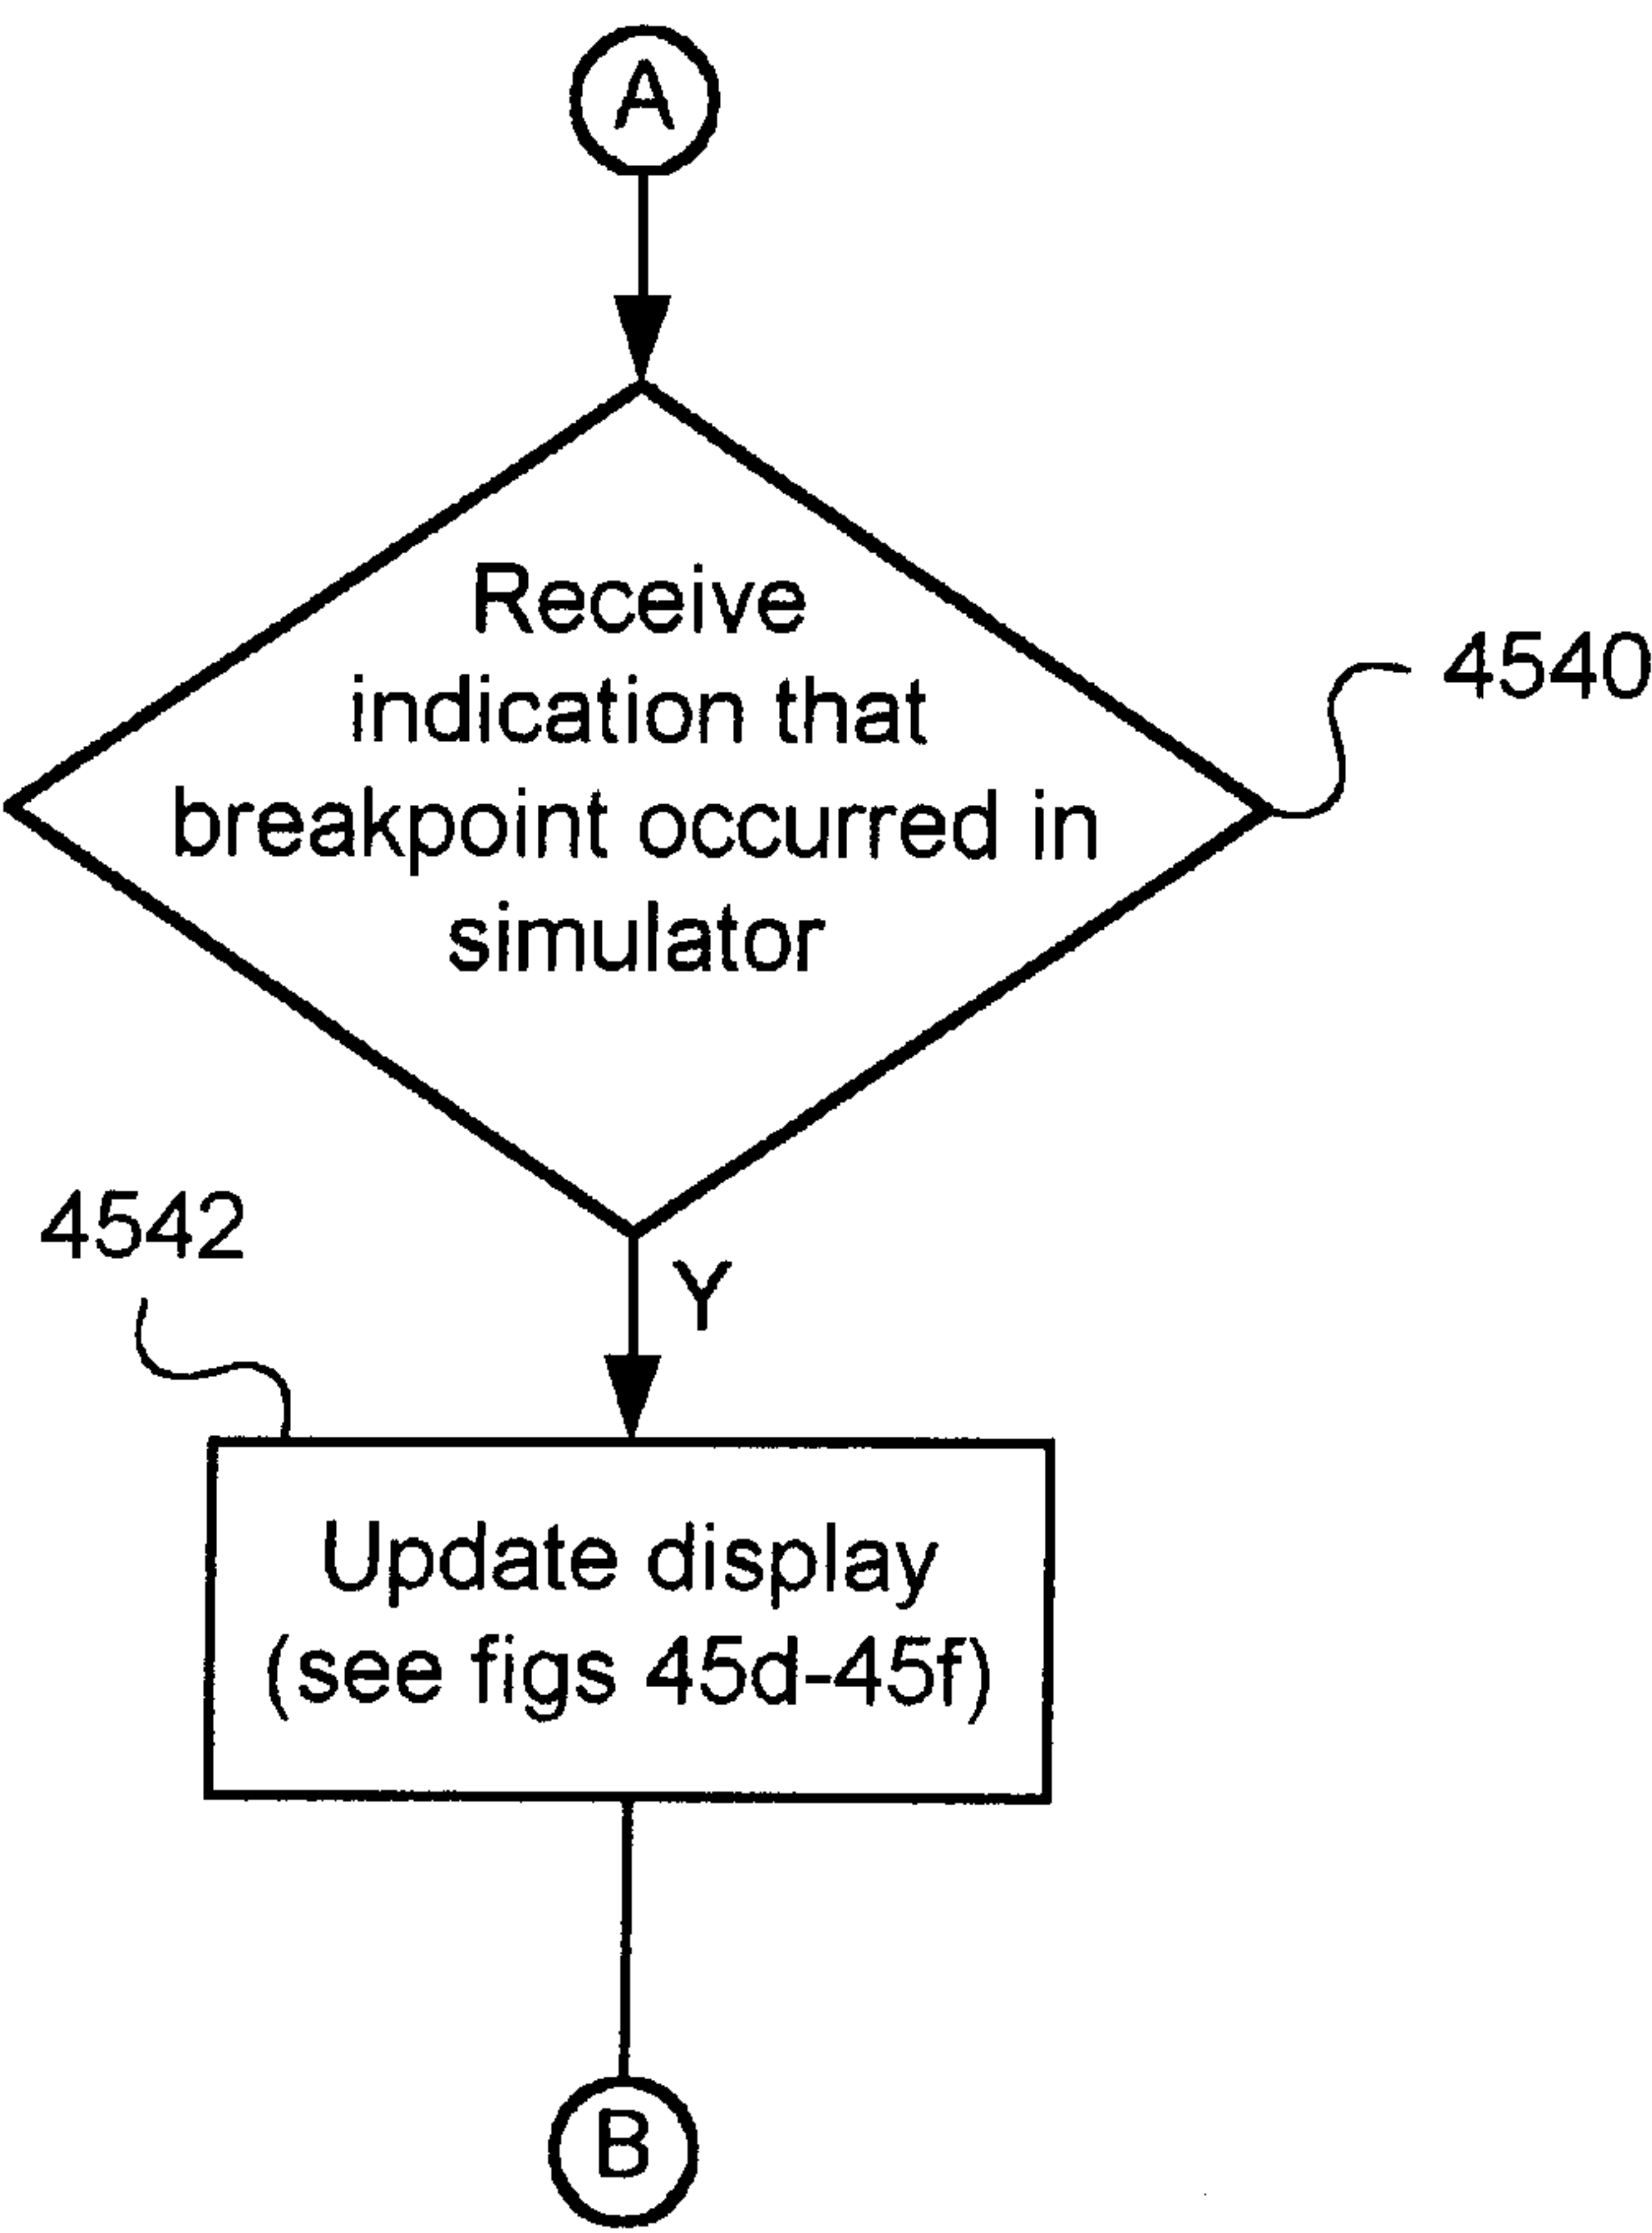 A
Receive
indication that
breakpoint occurred in
simulator
4540
4542
Y
Update display
(see figs 45d-45f)
B